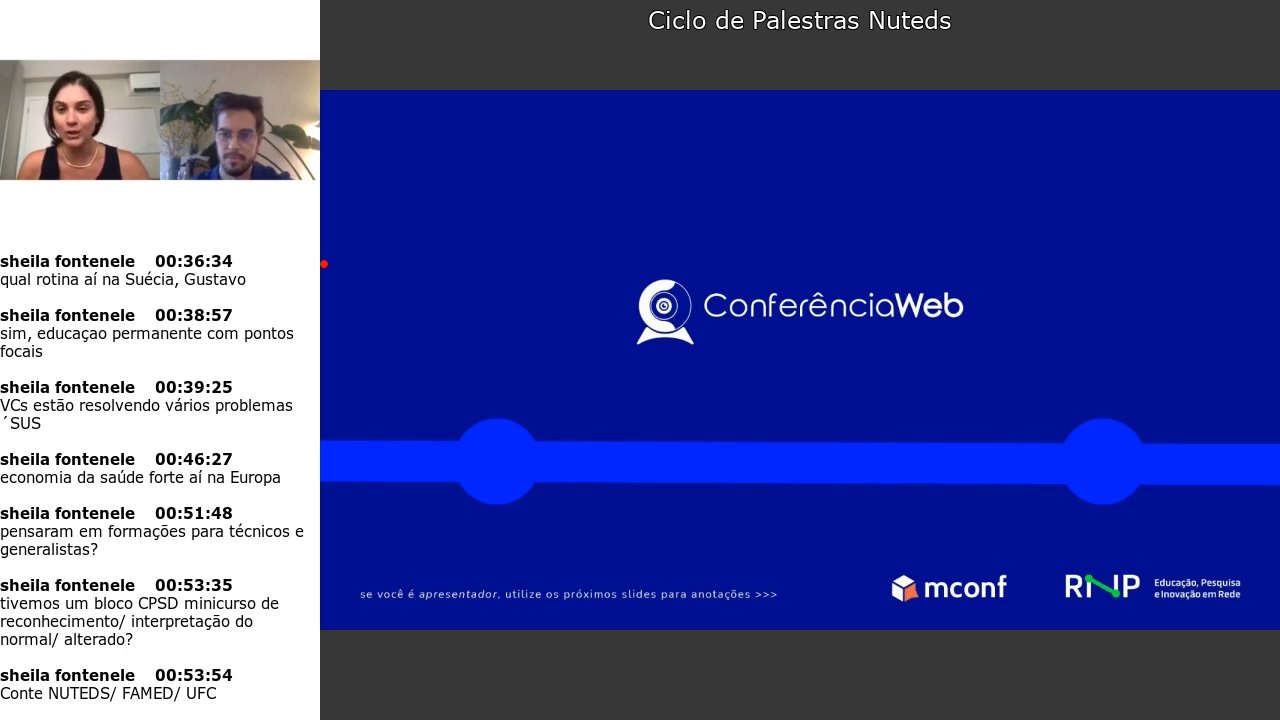 Ciclo de Palestras Nuteds
sheila fontenele 00:36:34
qual rotina aí na Suécia, Gustavo
sheila fontenele 00:38:57
sim, educaçao permanente com pontos
focais
sheila fontenele 00:39:25
VCs estão resolvendo vários problemas
´SUS
sheila fontenele 00:46:27
economia da saúde forte aí na Europa
sheila fontenele 00:51:48
pensaram em formações para técnicos e
generalistas?
sheila fontenele 00:53:35
tivemos um bloco CPSD minicurso de
reconhecimento/ interpretação do
normal/ alterado?
sheila fontenele 00:53:54
Conte NUTEDS/ FAMED/ UFC
ConferênciaWeb
se você é apresentador, utilize os próximos slides para anotações >>>
mconf
RNP
Educação, Pesquisa
e Inovação em Rede